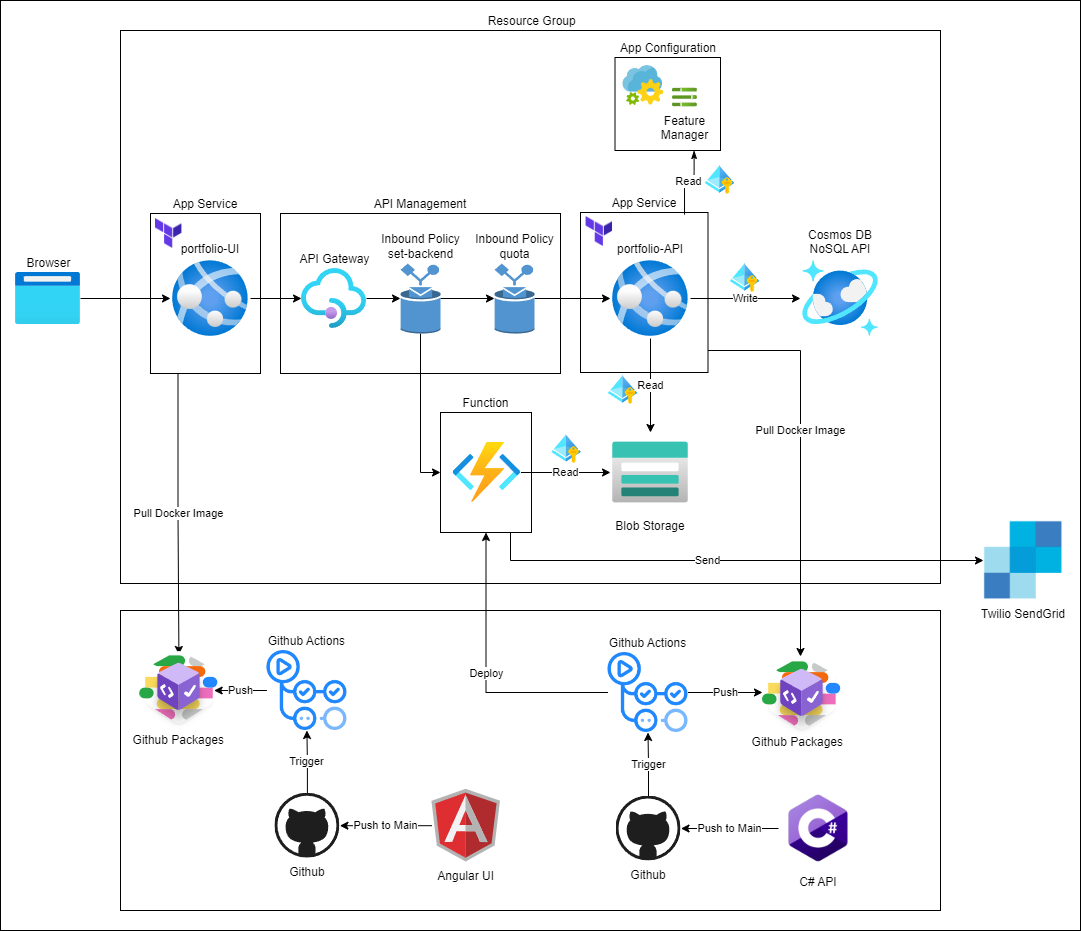 Resource Group
App Configuration
Feature
Manager
Read
App Service
portfolio-UI
API Management
API Gateway
Inbound Policy
set-backend
Inbound Policy
quota
App Service
portfolio-API
Cosmos DB
NoSQL API
Write
Browser
Read
Function
Read
Blob Storage
Pull Docker Image
Pull Docker Image
Send
Twilio SendGrid
Github Actions
Push
Github Packages
Trigger
Github
Push to Main
Angular UI
Deploy
Github Actions
Push
Github Packages
Trigger
Github
Push to Main
C#
C# API